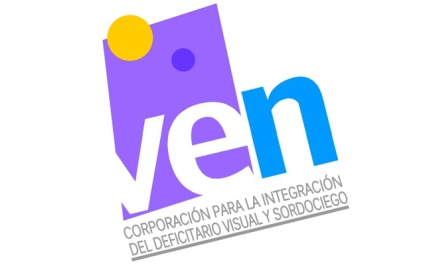 ven
CORPORACIÓN PARA LA INTEGRACIÓN
DEL DEFICITARIO VISUAL Y SORDOCIEGO